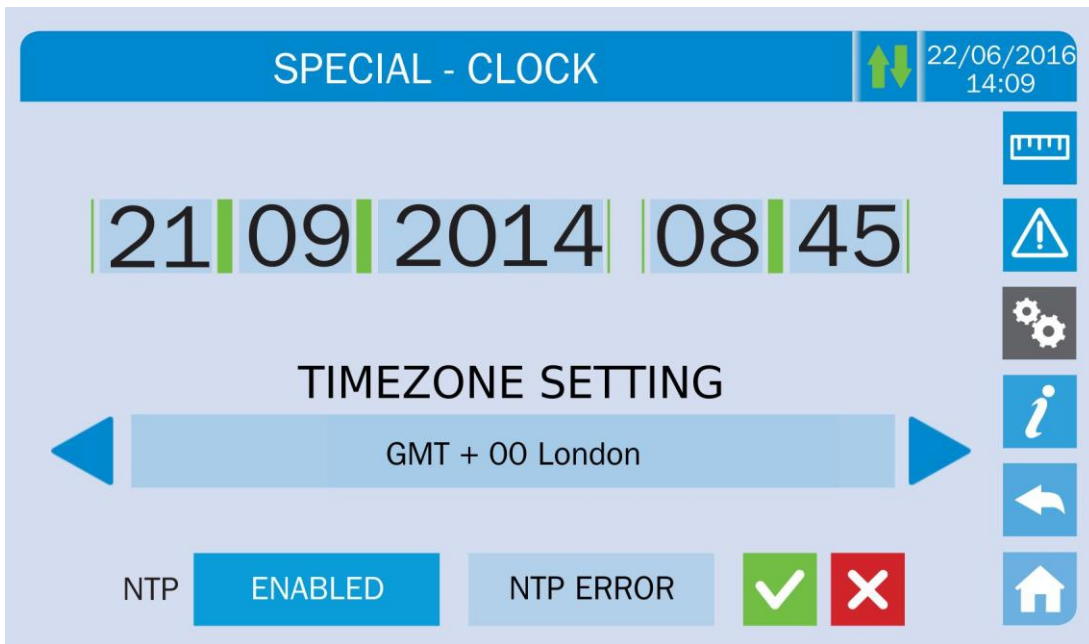 SPECIAL - CLOCK
22/06/2016
14:09
21 09 2014 08 45
TIMEZONE SETTING
GMT + 00 London
NTP ENABLED NTP ERROR